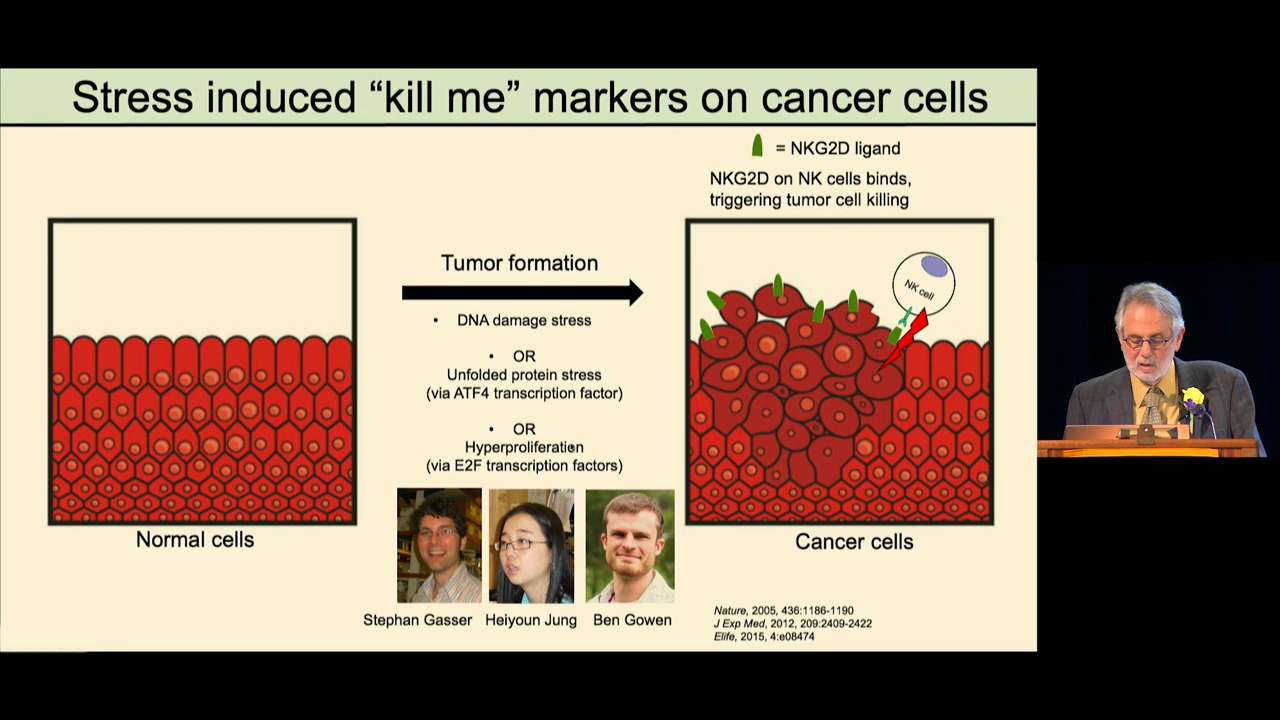 Stress induced “kill me” markers on cancer cells
= NKG2D ligand
NKG2D on NK cells binds,
triggering tumor cell killing
Tumor formation
• DNA damage stress
• OR
Unfolded protein stress
(via ATF4 transcription factor)
• OR
Hyperproliferation
(via E2F transcription factors)
NK cell
Normal cells
Cancer cells
Stephan Gasser
Heiyoun Jung
Ben Gowen
Nature, 2005, 436:1186-1190
J Exp Med, 2012, 209:2409-2422
Elife, 2015, 4:e08474